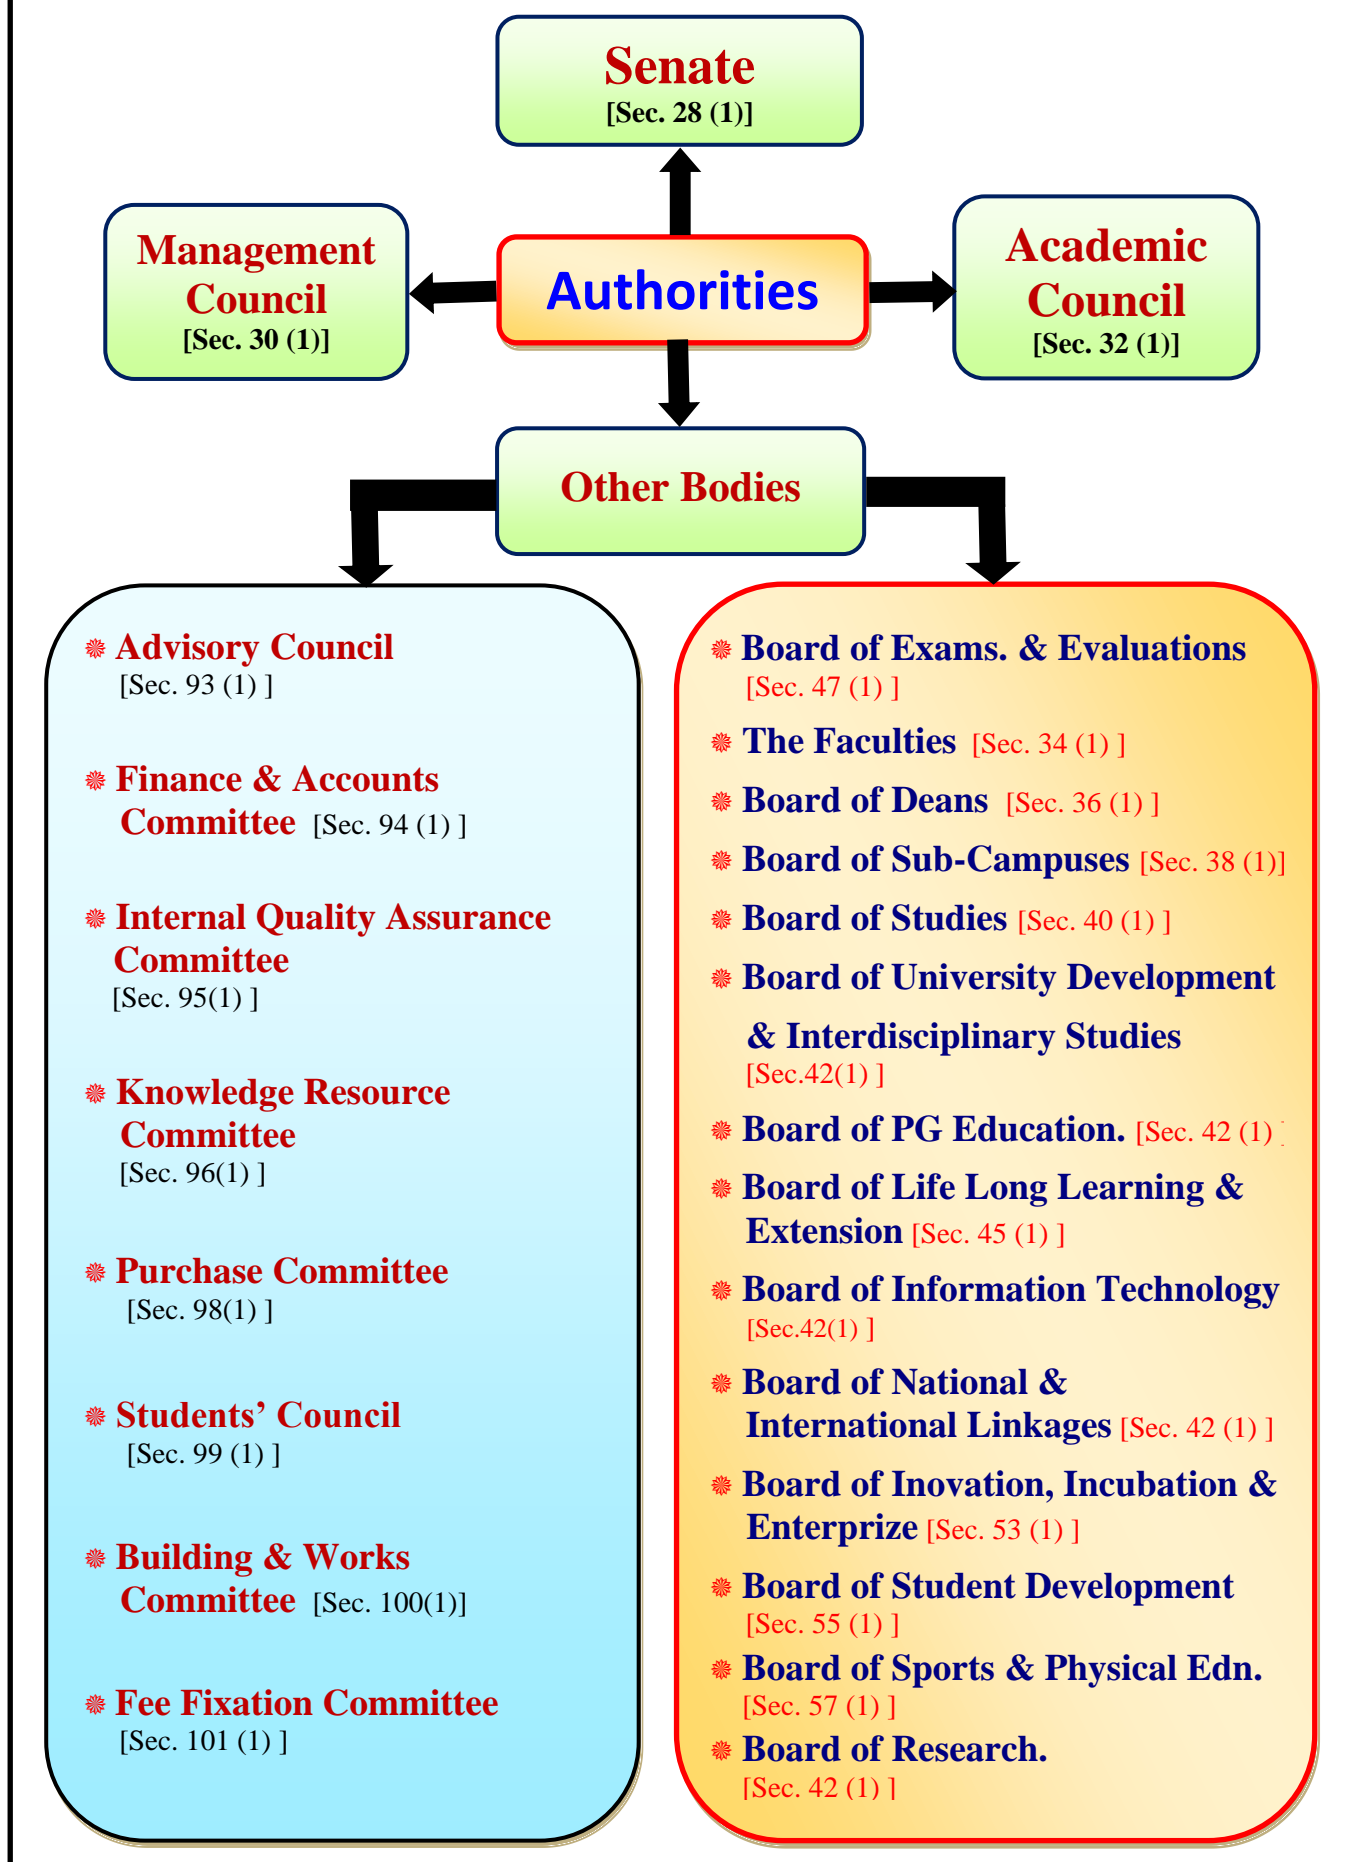 Senate
[Sec. 28 (1)]
Management
Council
[Sec. 30 (1)]
Authorities
Academic
Council
[Sec. 32 (1)]
Other Bodies
Advisory Council
[Sec. 93 (1) ]
Finance & Accounts
Committee [Sec. 94 (1) ]
Internal Quality Assurance
Committee
[Sec. 95(1) ]
Knowledge Resource
Committee
[Sec. 96(1) ]
Purchase Committee
[Sec. 98(1) ]
Students’ Council
[Sec. 99 (1) ]
Building & Works
Committee [Sec. 100(1)]
Fee Fixation Committee
[Sec. 101 (1) ]
Board of Exams. & Evaluations
[Sec. 47 (1) ]
The Faculties [Sec. 34 (1) ]
Board of Deans [Sec. 36 (1) ]
Board of Sub-Campuses [Sec. 38 (1)]
Board of Studies [Sec. 40 (1) ]
Board of University Development
& Interdisciplinary Studies
[Sec.42(1) ]
Board of PG Education. [Sec. 42 (1) ]
Board of Life Long Learning &
Extension [Sec. 45 (1) ]
Board of Information Technology
[Sec.42(1) ]
Board of National &
International Linkages [Sec. 42 (1) ]
Board of Inovation, Incubation &
Enterprize [Sec. 53 (1) ]
Board of Student Development
[Sec. 55 (1) ]
Board of Sports & Physical Edn.
[Sec. 57 (1) ]
Board of Research.
[Sec. 42 (1) ]